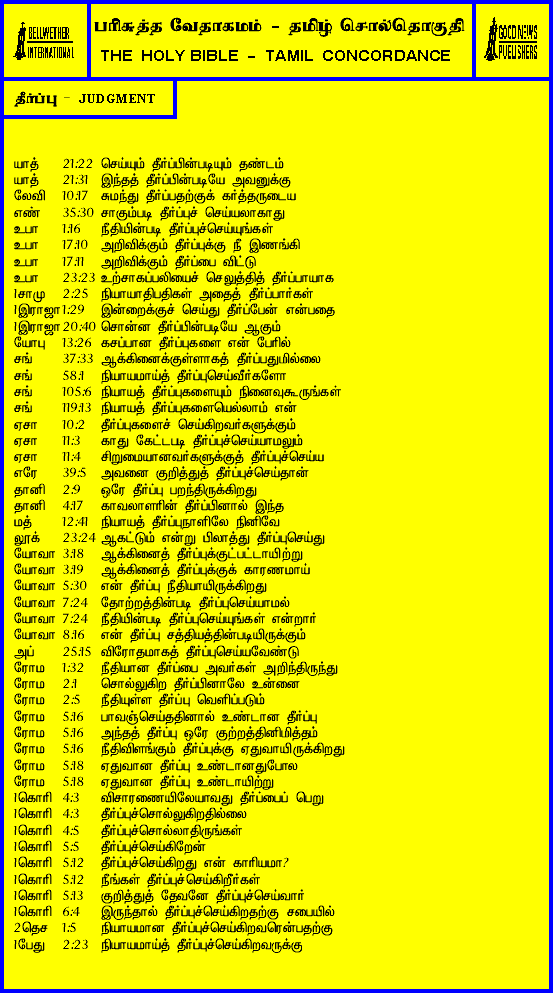 BELLWETHER
INTERNATIONAL
பரிசுத்த வேதாகமம் - தமிழ் சொல்தொகுதி
THE HOLY BIBLE - TAMIL CONCORDANCE
GOOD NEWS
PUBLISHERS
தீர்ப்பு - JUDGMENT
யாத் 21:22 செய்யும் தீர்ப்பின்படியும் தண்டம்
யாத் 21:31 இந்தத் தீர்ப்பின்படியே அவனுக்கு
லேவி 10:17 சுமந்து தீர்ப்பதற்குக் கர்த்தருடைய
எண் 35:30 சாகும்படி தீர்ப்புச் செய்யலாகாது
உபா 1:16 நீதியின்படி தீர்ப்புச்செய்யுங்கள்
உபா 17:10 அறிவிக்கும் தீர்ப்புக்கு நீ இணங்கி
உபா 17:11 அறிவிக்கும் தீர்ப்பை விட்டு
உபா 23:23 உற்சாகப்பலியைச் செலுத்தித் தீர்ப்பாயாக
1சாமு 2:25 நியாயாதிபதிகள் அதைத் தீர்ப்பார்கள்
1இராஜா 1:29 இன்றைக்குச் செய்து தீர்ப்பேன் என்பதை
1இராஜா 20:40 சொன்ன தீர்ப்பின்படியே ஆகும்
யோபு 13:26 கசப்பான தீர்ப்புகளை என் பேரில்
சங் 37:33 ஆக்கினைக்குள்ளாகத் தீர்ப்பதுமில்லை
சங் 58:1 நியாயமாய்த் தீர்ப்புசெய்வீர்களோ
சங் 105:6 நியாயத் தீர்ப்புகளையும் நினைவுகூருங்கள்
சங் 119:13 நியாயத் தீர்ப்புகளையெல்லாம் என்
ஏசா 10:2 தீர்ப்புகளைச் செய்கிறவர்களுக்கும்
ஏசா 11:3 காது கேட்டபடி தீர்ப்புச்செய்யாமலும்
ஏசா 11:4 சிறுமையானவர்களுக்குத் தீர்ப்புச்செய்ய
எரே 39:5 அவனை குறித்துத் தீர்ப்புச்செய்தான்
தானி 2:9 ஒரே தீர்ப்பு பறந்திருக்கிறது
தானி 4:17 காவலாளரின் தீர்ப்பினால் இந்த
மத் 12:41 நியாயத் தீர்ப்புநாளிலே நினிவே
லூக் 23:24 ஆகட்டும் என்று பிலாத்து தீர்ப்புசெய்து
யோவா 3:18 ஆக்கினைத் தீர்ப்புக்குட்பட்டாயிற்று
யோவா 3:19 ஆக்கினைத் தீர்ப்புக்குக் காரணமாய்
யோவா 5:30 என் தீர்ப்பு நீதியாயிருக்கிறது
யோவா 7:24 தோற்றத்தின்படி தீர்ப்புசெய்யாமல்
யோவா 7:24 நீதியின்படி தீர்ப்புசெய்யுங்கள் என்றார்
யோவா 8:16 என் தீர்ப்பு சத்தியத்தின்படியிருக்கும்
அப் 25:15 விரோதமாகத் தீர்ப்புசெய்யவேண்டு
ரோம 1:32 நீதியான தீர்ப்பை அவர்கள் அறிந்திருந்து
ரோம 2:1 சொல்லுகிற தீர்ப்பினாலே உன்னை
ரோம 2:5 நீதியுள்ள தீர்ப்பு வெளிப்படும்
ரோம 5:16 பாவஞ்செய்ததினால் உண்டான தீர்ப்பு
ரோம 5:16 அந்தத் தீர்ப்பு ஒரே குற்றத்தினிமித்தம்
ரோம 5:16 நீதிவிளங்கும் தீர்ப்புக்கு ஏதுவாயிருக்கிறது
ரோம 5:18 ஏதுவான தீர்ப்பு உண்டானதுபோல
ரோம 5:18 ஏதுவான தீர்ப்பு உண்டாயிற்று
1கொரி 4:3 விசாரணையிலேயாவது தீர்ப்பைப் பெறு
1கொரி 4:3 தீர்ப்புச்சொல்லுகிறதில்லை
1கொரி 4:5 தீர்ப்புச்சொல்லாதிருங்கள்
1கொரி 5:5 தீர்ப்புச்செய்கிறேன்
1கொரி 5:12 தீர்ப்புச்செய்கிறது என் காரியமா?
1கொரி 5:12 நீங்கள் தீர்ப்புச்செய்கிறீர்கள்
1கொரி 5:13 குறித்துத் தேவனே தீர்ப்புச்செய்வார்
1கொரி 6:4 இருந்தால் தீர்ப்புச்செய்கிறதற்கு சபையில்
2தெச 1:5 நியாயமான தீர்ப்புச்செய்கிறவரென்பதற்கு
1பேது 2:23 நியாயமாய்த் தீர்ப்புச்செய்கிறவருக்கு